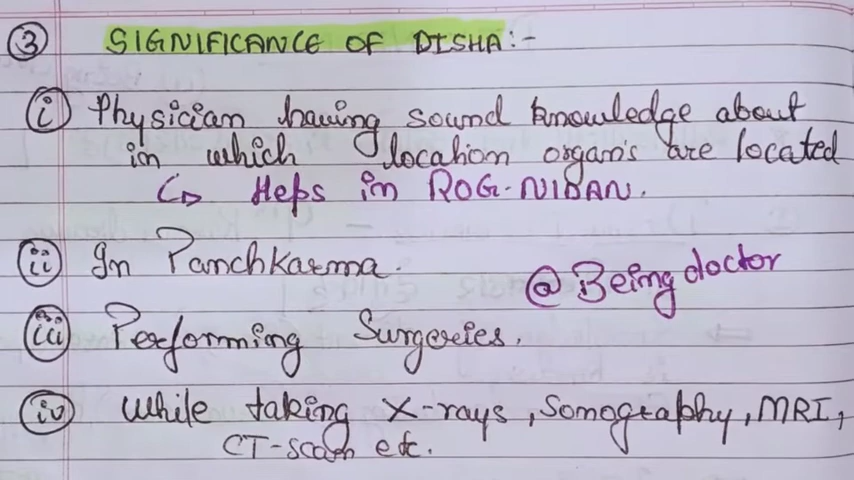 ③ SIGNIFICANCE OF DISHA:-
(i) Physician having sound knowledge about
in which location organ's are located
↳ Heps in ROG-NIDAN.
(ii) In Panchkarma.
@Being doctor
(iii) Performing Surgeries.
(iv) While taking X-rays, Sonography, MRI,
CT-scan etc.